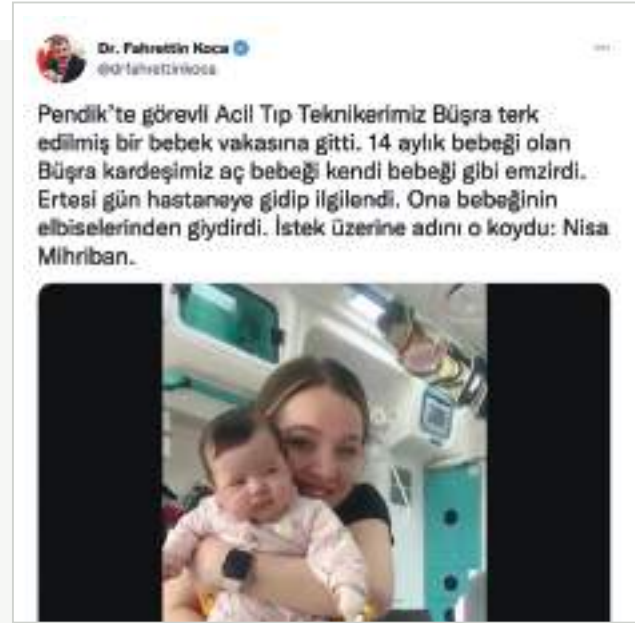 Dr. Fahrettin Koca
@drfahrettinkoca
Pendik'te görevli Acil Tıp Teknikerimiz Büşra terk
edilmiş bir bebek vakasına gitti. 14 aylık bebeği olan
Büşra kardeşimiz aç bebeği kendi bebeği gibi emzirdi.
Ertesi gün hastaneye gidip ilgilendi. Ona bebeğinin
elbiselerinden giydirdi. İstek üzerine adını o koydu: Nisa
Mihriban.